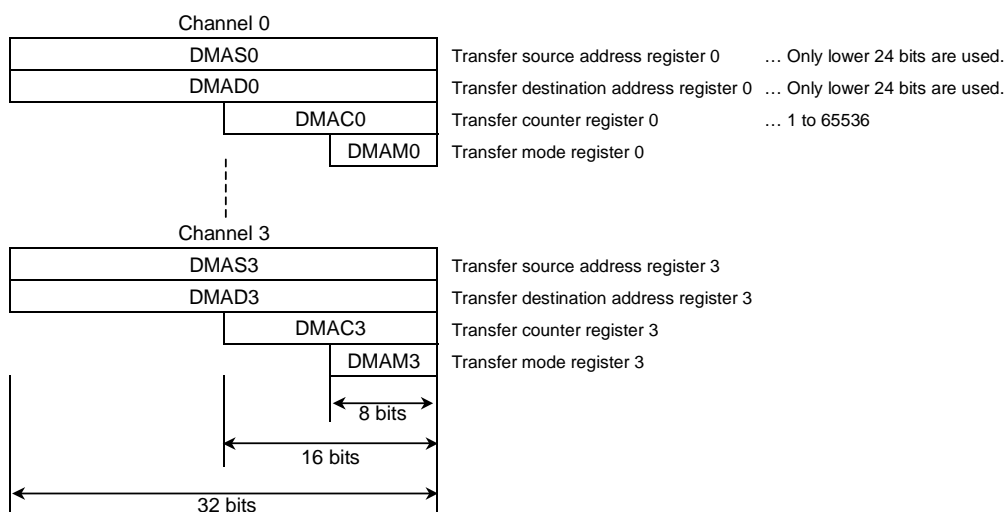 Channel 0
DMAS0 Transfer source address register 0 … Only lower 24 bits are used.
DMAD0 Transfer destination address register 0 … Only lower 24 bits are used.
DMAC0 Transfer counter register 0 … 1 to 65536
DMAM0 Transfer mode register 0
Channel 3
DMAS3 Transfer source address register 3
DMAD3 Transfer destination address register 3
DMAC3 Transfer counter register 3
DMAM3 Transfer mode register 3
8 bits
16 bits
32 bits